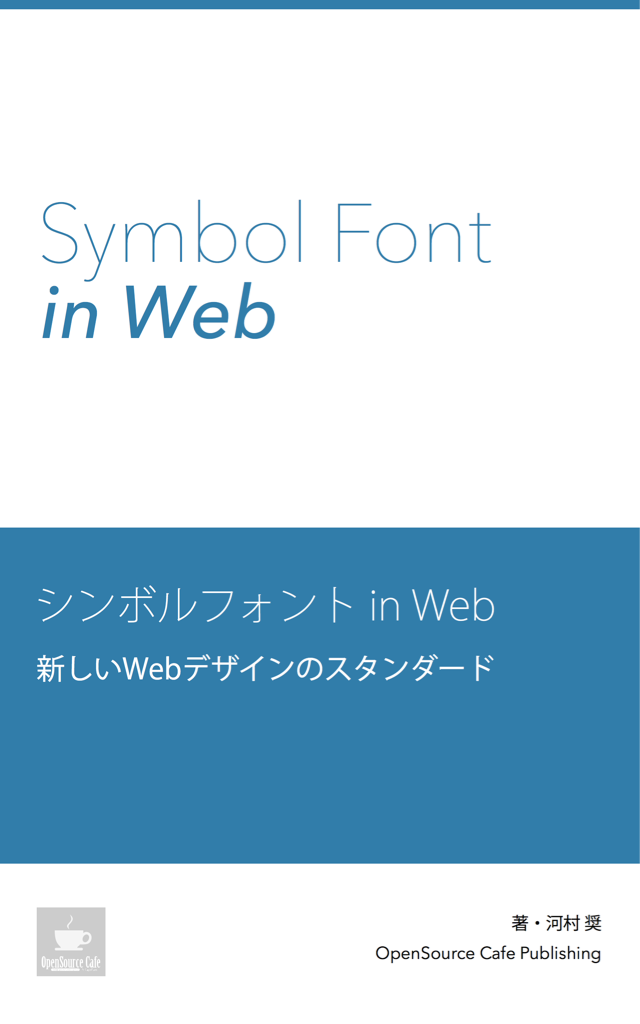 Symbol Font
in Web
シンボルフォント in Web
新しいWebデザインのスタンダード
OpenSource Cafe
著・河村 奨
OpenSource Cafe Publishing